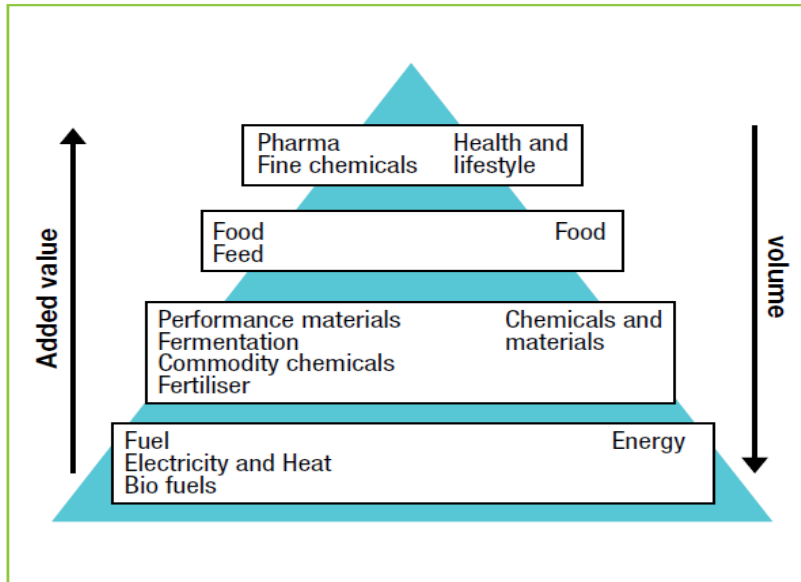 Added value
Pharma
Fine chemicals
Health and
lifestyle
Food
Feed
Food
Performance materials
Fermentation
Commodity chemicals
Fertiliser
Chemicals and
materials
Fuel
Electricity and Heat
Bio fuels
Energy
volume